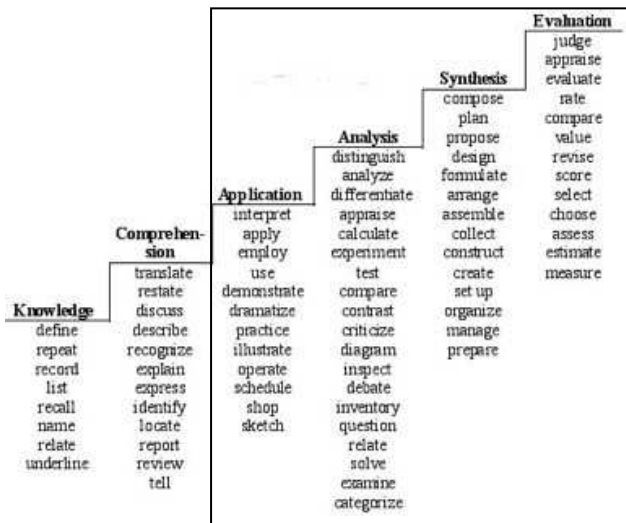 Knowledge
define
repeat
record
list
recall
name
relate
underline
Comprehen-
sion
translate
restate
discuss
describe
recognize
explain
express
identify
locate
report
review
tell
Application
interpret
apply
employ
use
demonstrate
dramatize
practice
illustrate
operate
schedule
shop
sketch
Analysis
distinguish
analyze
differentiate
appraise
calculate
experiment
test
compare
contrast
criticize
diagram
inspect
debate
inventory
question
relate
solve
examine
categorize
Synthesis
compose
plan
propose
design
formulate
arrange
assemble
collect
construct
create
set up
organize
manage
prepare
Evaluation
judge
appraise
evaluate
rate
compare
value
revise
score
select
choose
assess
estimate
measure